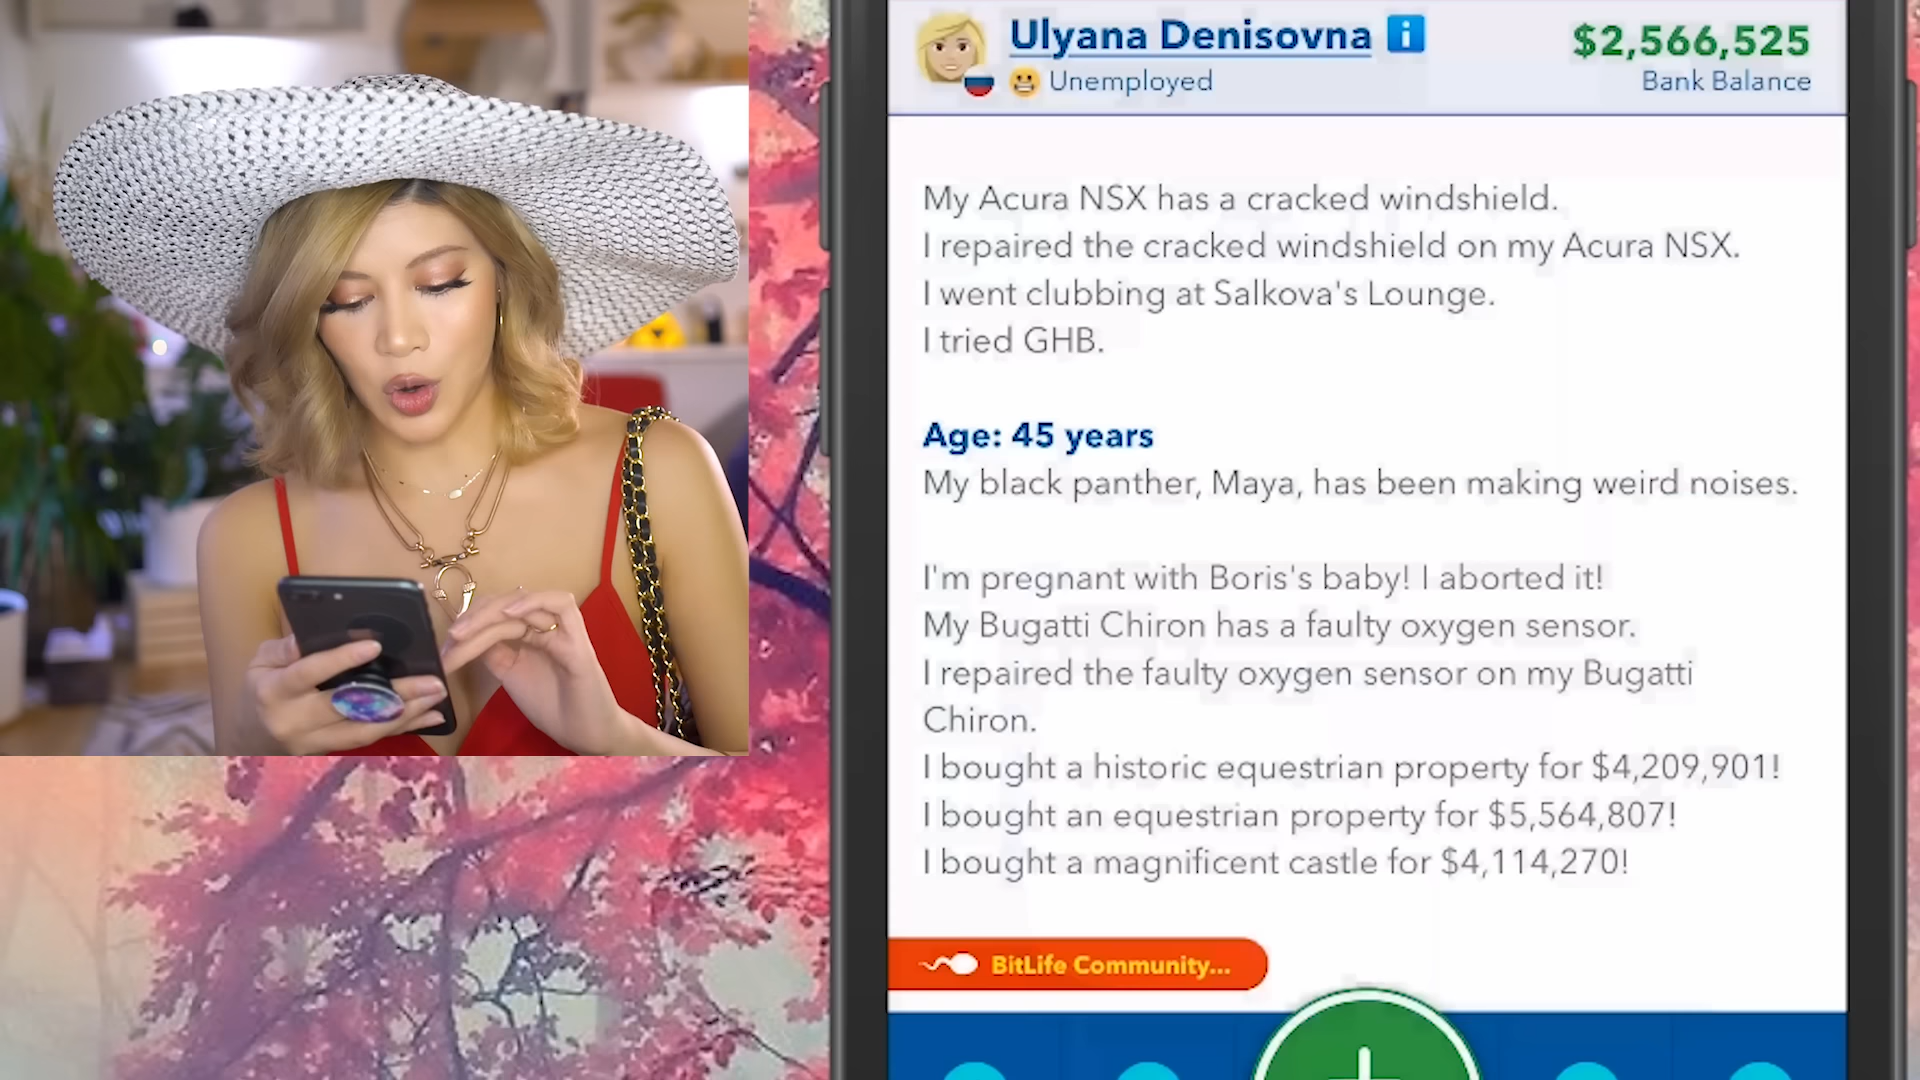 Ulyana Denisovna i
Unemployed
$2,566,525
Bank Balance
My Acura NSX has a cracked windshield.
I repaired the cracked windshield on my Acura NSX.
I went clubbing at Salkova's Lounge.
I tried GHB.
Age: 45 years
My black panther, Maya, has been making weird noises.
I'm pregnant with Boris's baby! I aborted it!
My Bugatti Chiron has a faulty oxygen sensor.
I repaired the faulty oxygen sensor on my Bugatti
Chiron.
I bought a historic equestrian property for $4,209,901!
I bought an equestrian property for $5,564,807!
I bought a magnificent castle for $4,114,270!
BitLife Community...